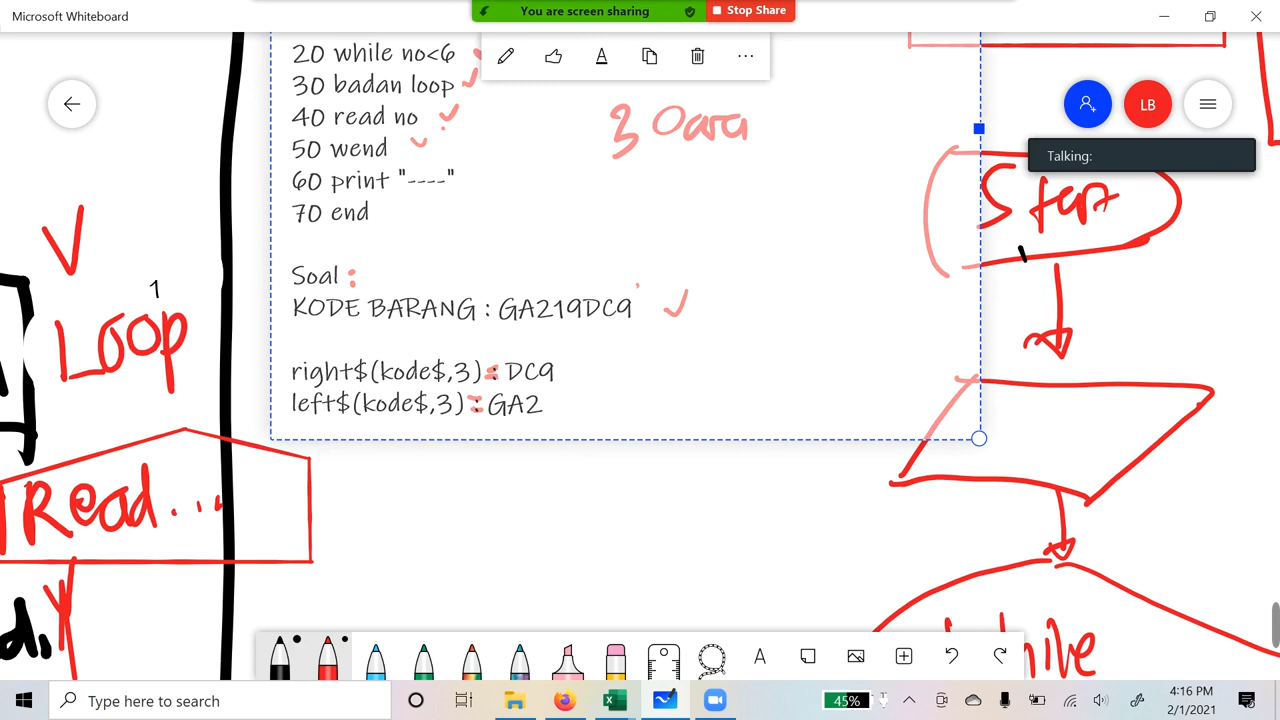 You are screen sharing
Stop Share
Microsoft Whiteboard
20 while no<6
30 badan loop
40 read no
50 wend
60 print "----"
70 end
Soal :
KODE BARANG : GA219DC9
right$(kode$,3) = DC9
left$(kode$,3) = GA2
3 Cara
LB
Talking:
Start
1
Loop
Read...
d.
while
A
Type here to search
45%
4:16 PM
2/1/2021